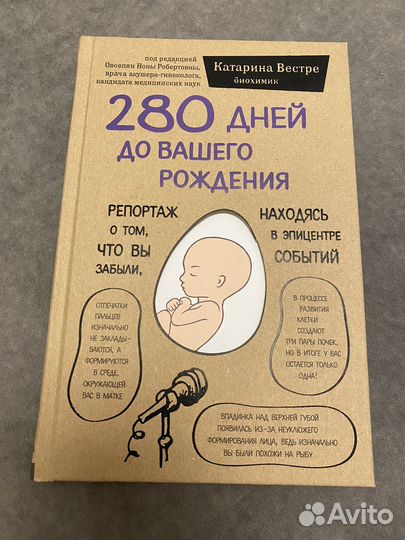 под редакцией
Овсепян Ноны Робертовны,
врача акушера-гинеколога,
кандидата медицинских наук
Катарина Вестре
биохимик
280 ДНЕЙ
ДО ВАШЕГО
РОЖДЕНИЯ
РЕПОРТАЖ
О ТОМ,
ЧТО ВЫ
ЗАБЫЛИ,
НАХОДЯСЬ
В ЭПИЦЕНТРЕ
СОБЫТИЙ
ОТПЕЧАТКИ
ПАЛЬЦЕВ
ИЗНАЧАЛЬНО
НЕ ЗАКЛАДЫ-
ВАЮТСЯ, А
ФОРМИРУЮТСЯ
В СРЕДЕ,
ОКРУЖАЮЩЕЙ
ВАС В МАТКЕ
В ПРОЦЕССЕ
РАЗВИТИЯ
КЛЕТКИ
СОЗДАЮТ
ТРИ ПАРЫ ПОЧЕК,
НО В ИТОГЕ У ВАС
ОСТАЕТСЯ ТОЛЬКО
ОДНА!
ВПАДИНКА НАД ВЕРХНЕЙ ГУБОЙ
ПОЯВИЛАСЬ ИЗ-ЗА НЕУКЛЮЖЕГО
ФОРМИРОВАНИЯ ЛИЦА, ВЕДЬ ИЗНАЧАЛЬНО
ВЫ БЫЛИ ПОХОЖИ НА РЫБУ
Avito